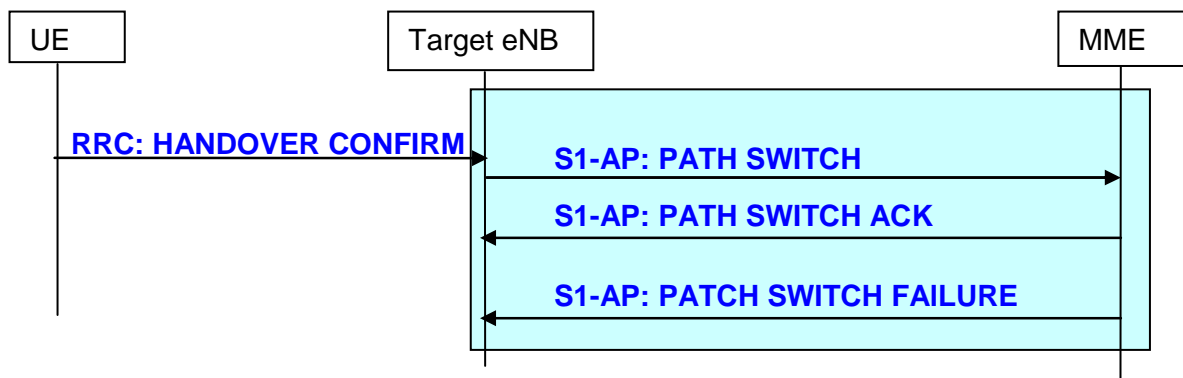 UE
Target eNB
MME
RRC: HANDOVER CONFIRM
S1-AP: PATH SWITCH
S1-AP: PATH SWITCH ACK
S1-AP: PATCH SWITCH FAILURE